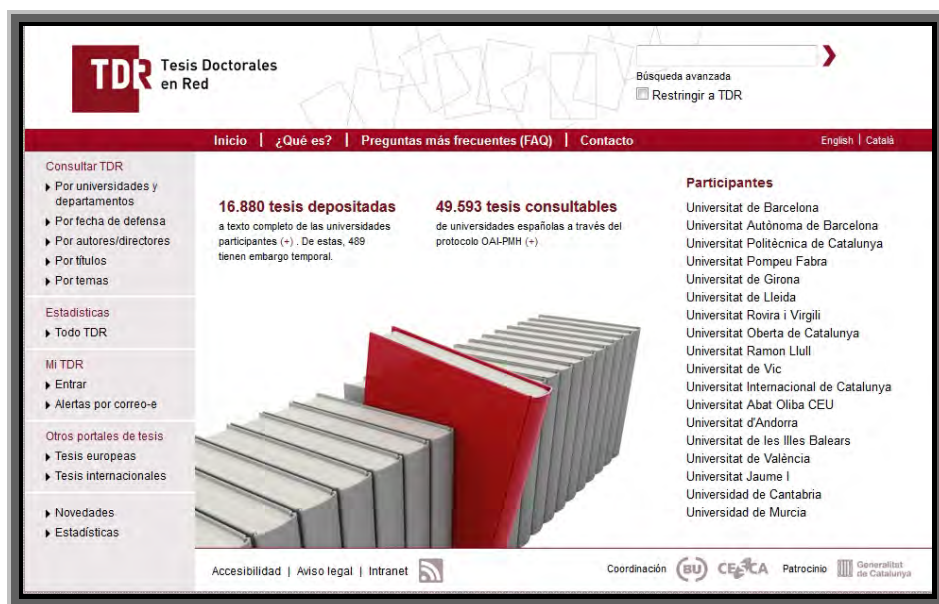 TDR Tesis Doctorales
en Red
Búsqueda avanzada
Restringir a TDR
Inicio | ¿Qué es? | Preguntas más frecuentes (FAQ) | Contacto
English | Català
Consultar TDR
Por universidades y
departamentos
Por fecha de defensa
Por autores/directores
Por títulos
Por temas
Estadísticas
Todo TDR
Mi TDR
Entrar
Alertas por correo-e
Otros portales de tesis
Tesis europeas
Tesis internacionales
Novedades
Estadísticas
16.880 tesis depositadas
a texto completo de las universidades
participantes (+) . De estas, 489
tienen embargo temporal.
49.593 tesis consultables
de universidades españolas a través del
protocolo OAI-PMH (+)
Participantes
Universitat de Barcelona
Universitat Autònoma de Barcelona
Universitat Politècnica de Catalunya
Universitat Pompeu Fabra
Universitat de Girona
Universitat de Lleida
Universitat Rovira i Virgili
Universitat Oberta de Catalunya
Universitat Ramon Llull
Universitat de Vic
Universitat Internacional de Catalunya
Universitat Abat Oliba CEU
Universitat d'Andorra
Universitat de les Illes Balears
Universitat de València
Universitat Jaume I
Universidad de Cantabria
Universidad de Murcia
Accesibilidad | Aviso legal | Intranet
Coordinación BU CESCA Patrocinio Generalitat
de Catalunya